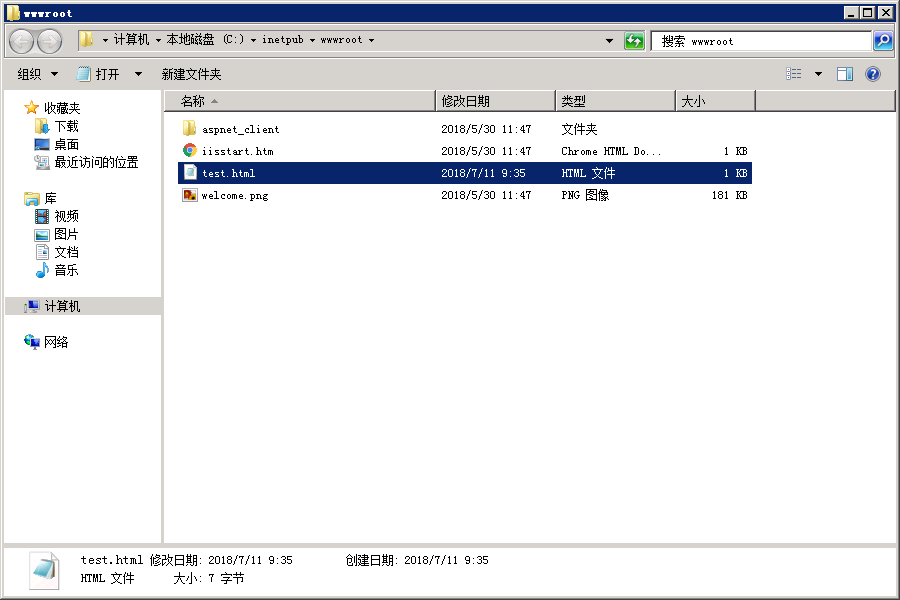 wwwroot
计算机 本地磁盘 (C:) inetpub wwwroot 搜索 wwwroot
组织 打开 新建文件夹
名称 修改日期 类型 大小
收藏夹
下载
桌面
最近访问的位置
库
视频
图片
文档
音乐
计算机
网络
aspnet_client 2018/5/30 11:47 文件夹
iisstart.htm 2018/5/30 11:47 Chrome HTML Do... 1 KB
test.html 2018/7/11 9:35 HTML 文件 1 KB
welcome.png 2018/5/30 11:47 PNG 图像 181 KB
test.html 修改日期: 2018/7/11 9:35 创建日期: 2018/7/11 9:35
HTML 文件 大小: 7 字节